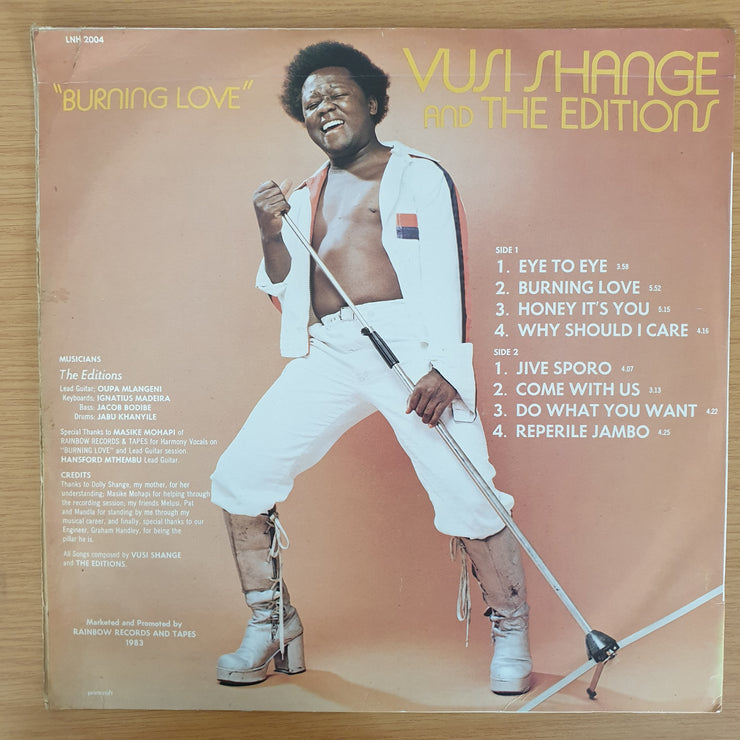 LNH 2004
"BURNING LOVE"
VUSI SHANGE
AND THE EDITIONS
SIDE 1
1. EYE TO EYE 3.58
2. BURNING LOVE 5.52
3. HONEY IT'S YOU 5.15
4. WHY SHOULD I CARE 4.16
SIDE 2
1. JIVE SPORO 4.07
2. COME WITH US 3.13
3. DO WHAT YOU WANT 4.22
4. REPERILE JAMBO 4.25
MUSICIANS
The Editions
Lead Guitar: OUPA MLANGENI
Keyboards: IGNATIUS MADEIRA
Bass: JACOB BODIBE
Drums: JABU KHANYILE
Special Thanks to MASIKE MOHAPI of
RAINBOW RECORDS & TAPES for Harmony Vocals on
"BURNING LOVE" and Lead Guitar session.
HANSFORD MTHEMBU Lead Guitar.
CREDITS
Thanks to Dolly Shange, my mother, for her
understanding; Masike Mohapi for helping through
the recording session; my friends Melosi, Pat
and Mandla for standing by me through my
musical career, and finally, special thanks to our
Engineer, Graham Handley, for being the
pillar he is.
All Songs composed by VUSI SHANGE
and THE EDITIONS.
Marketed and Promoted by
RAINBOW RECORDS AND TAPES
1983
printcraft